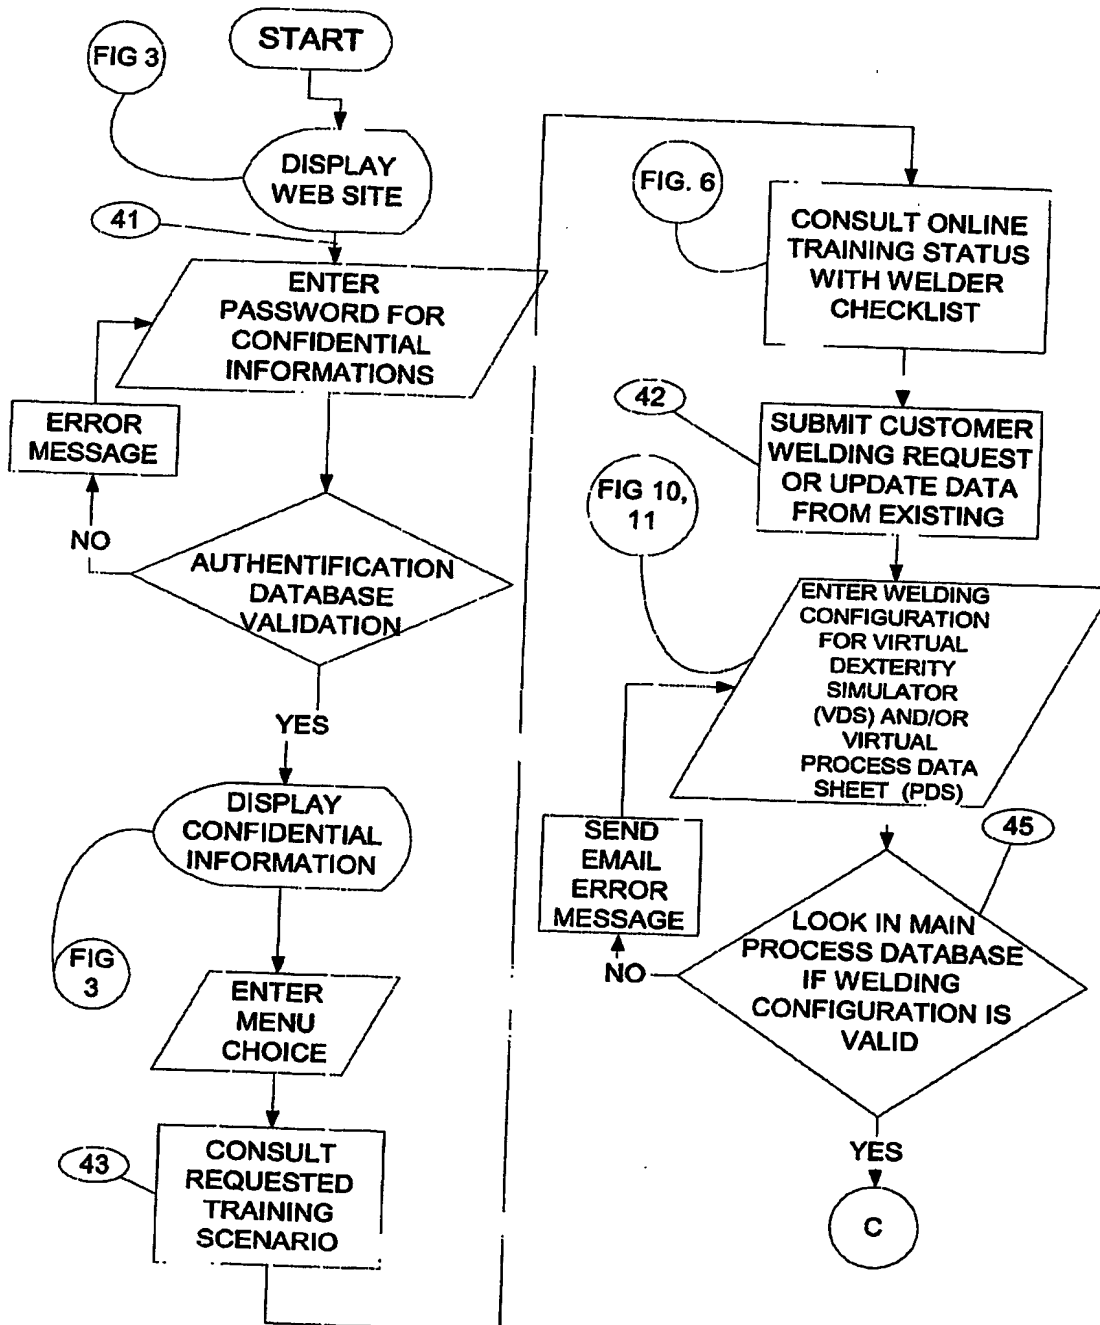 START
FIG 3
DISPLAY
WEB SITE
41
ENTER
PASSWORD FOR
CONFIDENTIAL
INFORMATIONS
ERROR
MESSAGE
NO
AUTHENTIFICATION
DATABASE
VALIDATION
YES
DISPLAY
CONFIDENTIAL
INFORMATION
FIG
3
ENTER
MENU
CHOICE
43
CONSULT
REQUESTED
TRAINING
SCENARIO
FIG. 6
CONSULT ONLINE
TRAINING STATUS
WITH WELDER
CHECKLIST
42
SUBMIT CUSTOMER
WELDING REQUEST
OR UPDATE DATA
FROM EXISTING
FIG 10,
11
ENTER WELDING
CONFIGURATION
FOR VIRTUAL
DEXTERITY
SIMULATOR
(VDS) AND/OR
VIRTUAL
PROCESS DATA
SHEET (PDS)
SEND
EMAIL
ERROR
MESSAGE
45
NO
LOOK IN MAIN
PROCESS DATABASE
IF WELDING
CONFIGURATION IS
VALID
YES
C